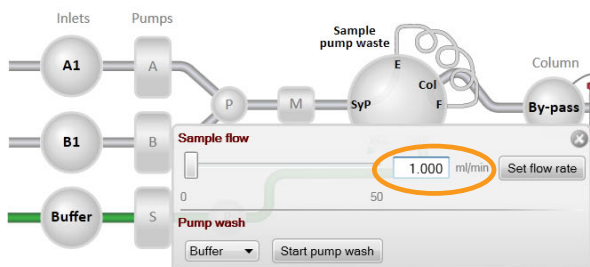 Inlets
Pumps
Sample
pump waste
Column
E
A1
A
Col
P
M
SyP
F
By-pass
B1
B
Sample flow
1.000 ml/min
Set flow rate
0
50
Buffer
S
Pump wash
Buffer
Start pump wash